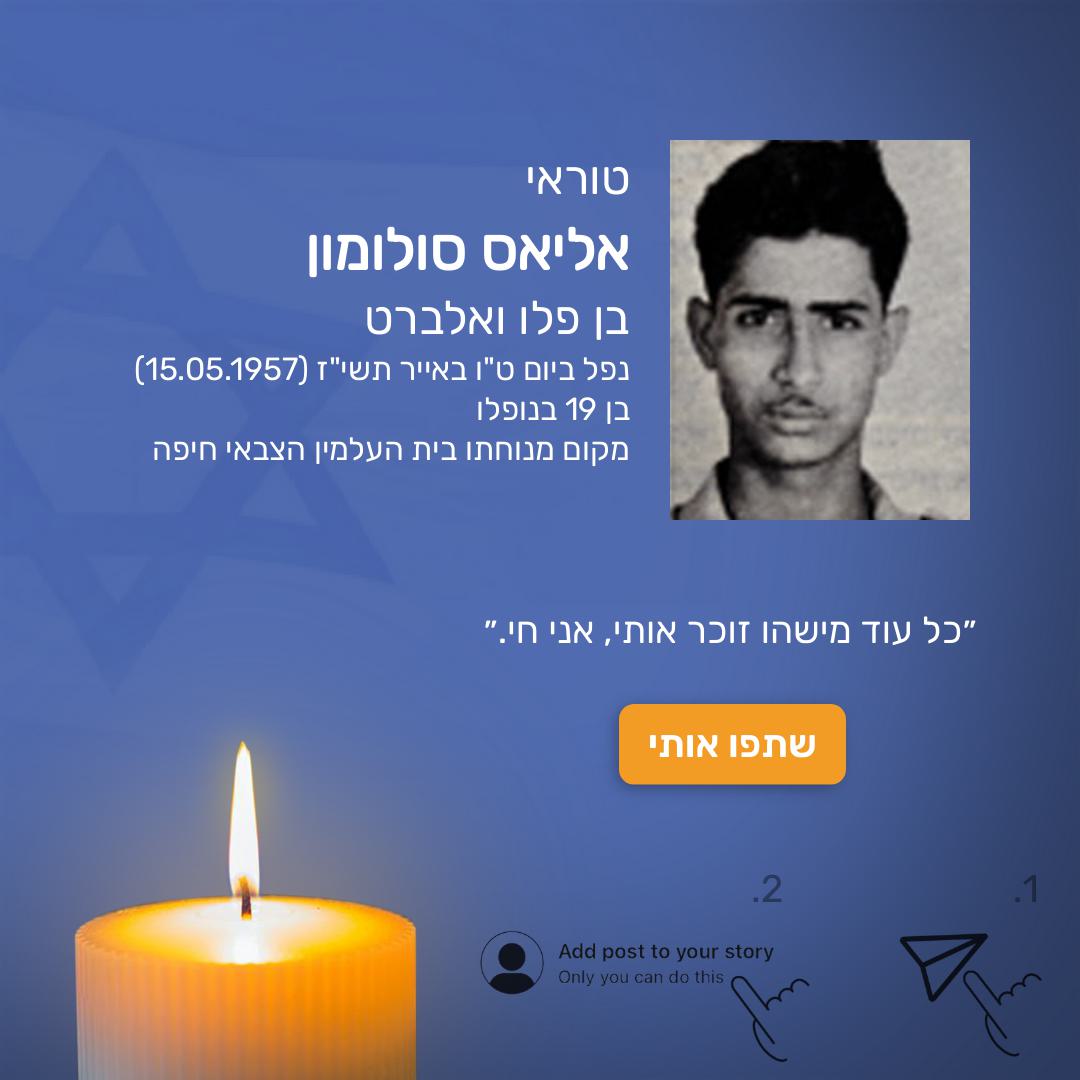 טוראי
אליאס סולומון
בן פלו ואלברט
נפל ביום ט"ו באייר תשי"ז (15.05.1957)
בן 19 בנופלו
מקום מנוחתו בית העלמין הצבאי חיפה
״כל עוד מישהו זוכר אותי, אני חי.״
שתפו אותי
.1
.2
Add post to your story
Only you can do this